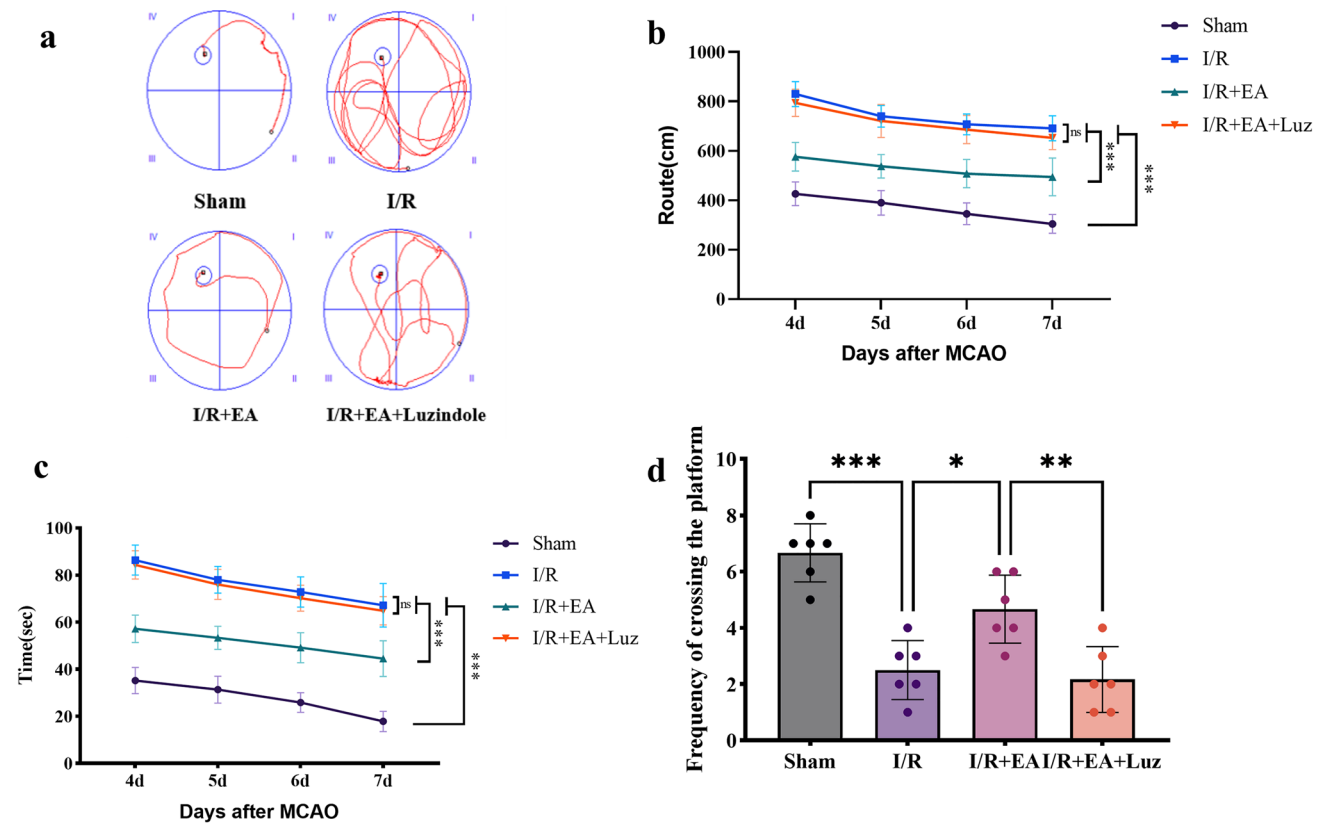 a
IV I
III II
Sham
IV I
III II
I/R
IV I
III II
I/R+EA
IV I
III II
I/R+EA+Luzindole
b
Sham
I/R
I/R+EA
I/R+EA+Luz
Route(cm)
1000
800
600
400
200
0
4d 5d 6d 7d
Days after MCAO
ns
***
***
c
Sham
I/R
I/R+EA
I/R+EA+Luz
Time(sec)
100
80
60
40
20
0
4d 5d 6d 7d
Days after MCAO
ns
***
***
d
Frequency of crossing the platform
10
8
6
4
2
0
*** * **
Sham I/R I/R+EA I/R+EA+Luz